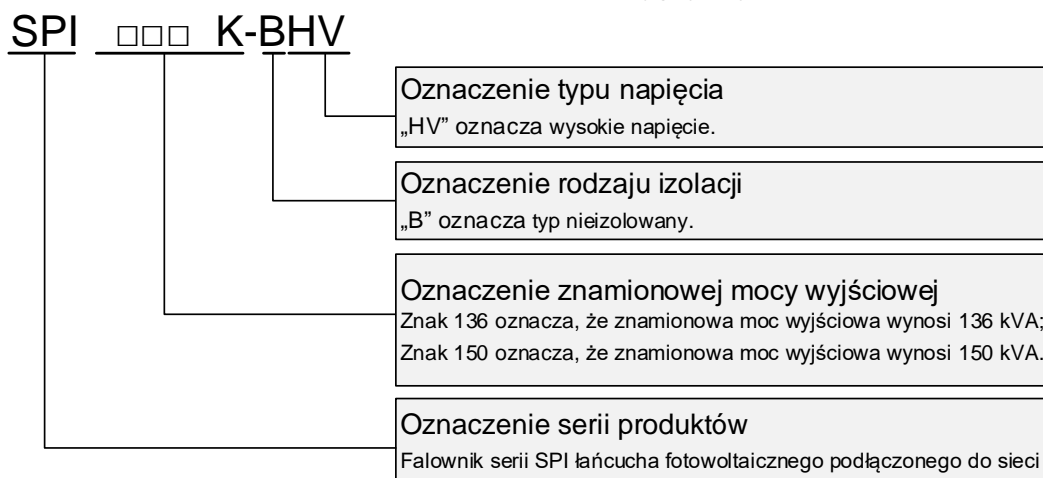 SPI □□□ K-BHV
Oznaczenie typu napięcia
„HV” oznacza wysokie napięcie.
Oznaczenie rodzaju izolacji
„B” oznacza typ nieizolowany.
Oznaczenie znamionowej mocy wyjściowej
Znak 136 oznacza, że znamionowa moc wyjściowa wynosi 136 kVA;
Znak 150 oznacza, że znamionowa moc wyjściowa wynosi 150 kVA.
Oznaczenie serii produktów
Falownik serii SPI łańcucha fotowoltaicznego podłączonego do sieci